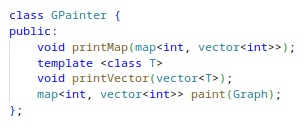 class GPainter {
public:
    void printMap(map<int, vector<int>>);
    template <class T>
    void printVector(vector<T>);
    map<int, vector<int>> paint(Graph);
};